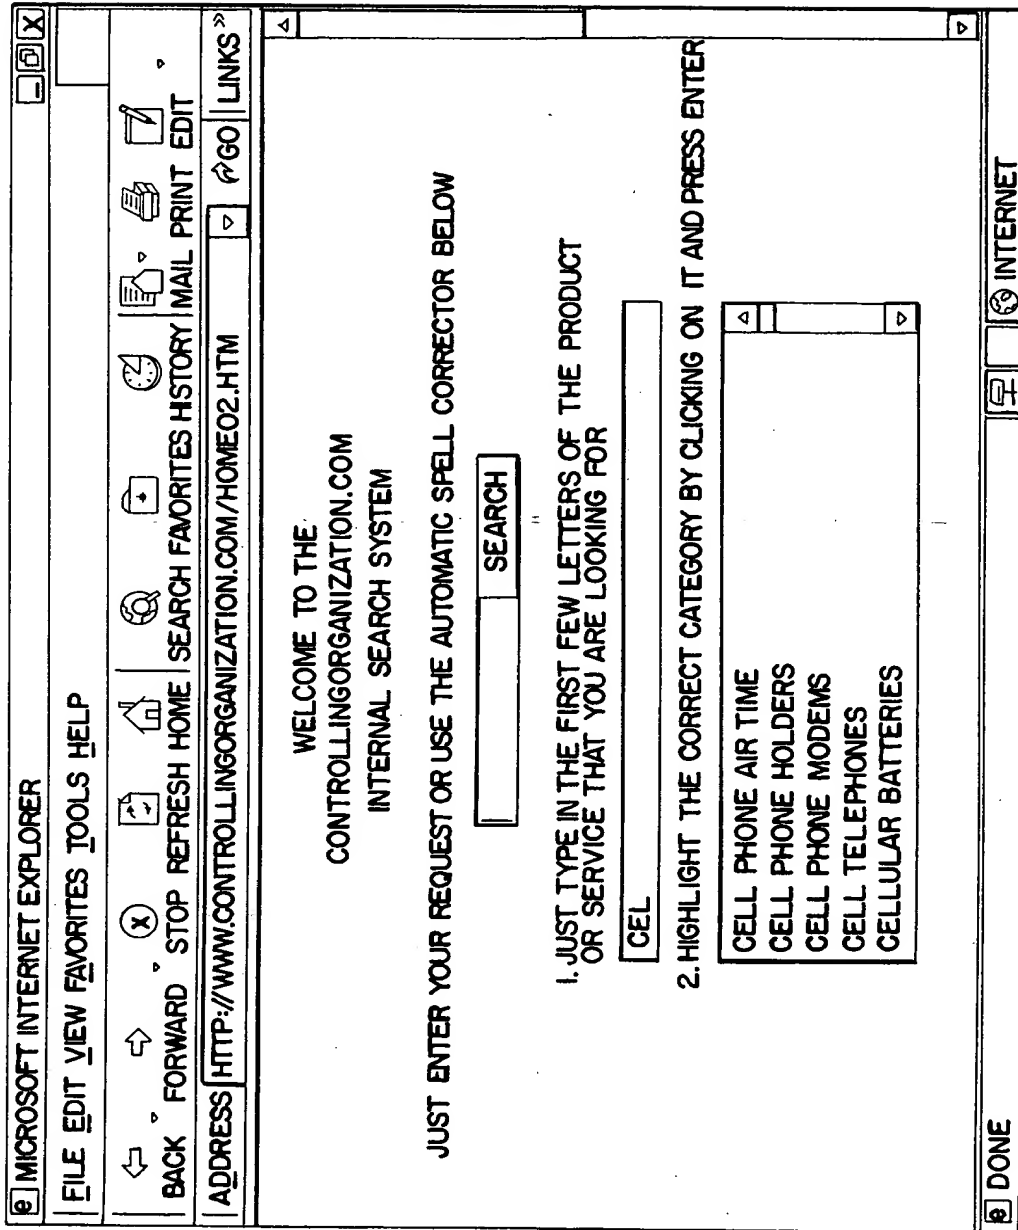 MICROSOFT INTERNET EXPLORER
FILE EDIT VIEW FAVORITES TOOLS HELP
BACK FORWARD STOP REFRESH HOME SEARCH FAVORITES HISTORY MAIL PRINT EDIT
ADDRESS HTTP://WWW.CONTROLLINGORGANIZATION.COM/HOME02.HTM GO LINKS »
WELCOME TO THE
CONTROLLINGORGANIZATION.COM
INTERNAL SEARCH SYSTEM
JUST ENTER YOUR REQUEST OR USE THE AUTOMATIC SPELL CORRECTOR BELOW
SEARCH
1. JUST TYPE IN THE FIRST FEW LETTERS OF THE PRODUCT
OR SERVICE THAT YOU ARE LOOKING FOR
CEL
2. HIGHLIGHT THE CORRECT CATEGORY BY CLICKING ON IT AND PRESS ENTER
CELL PHONE AIR TIME
CELL PHONE HOLDERS
CELL PHONE MODEMS
CELL TELEPHONES
CELLULAR BATTERIES
DONE INTERNET